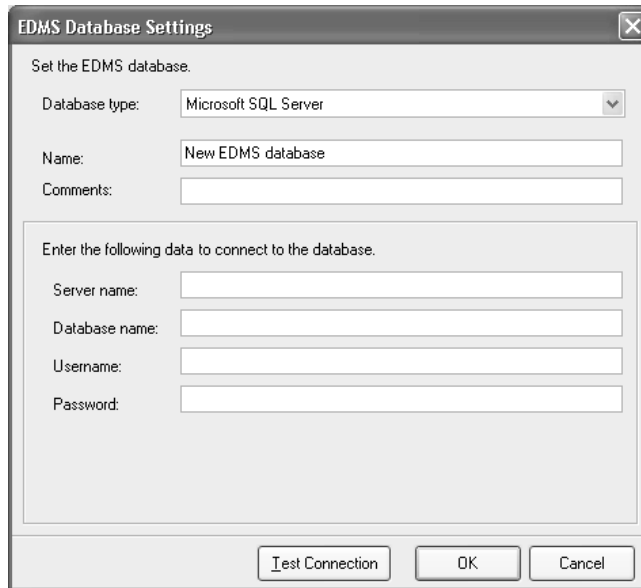 EDMS Database Settings
Set the EDMS database.
Database type: Microsoft SQL Server
Name: New EDMS database
Comments:
Enter the following data to connect to the database.
Server name:
Database name:
Username:
Password:
Test Connection OK Cancel